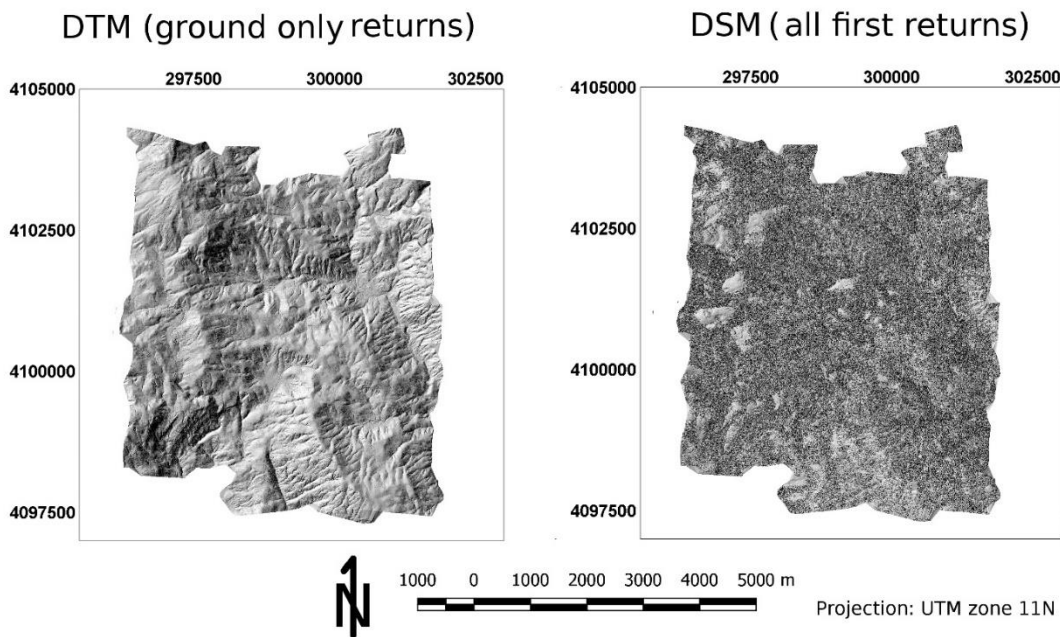 DTM (ground only returns)
DSM (all first returns)
297500 300000 302500
4105000
4102500
4100000
4097500
297500 300000 302500
4105000
4102500
4100000
4097500
N
1000 0 1000 2000 3000 4000 5000 m
Projection: UTM zone 11N